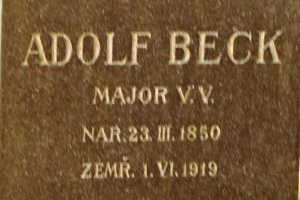 ADOLF BECK
MAJOR V. V.
NAR. 23. III. 1850
ZEMŘ. 1. VI. 1919